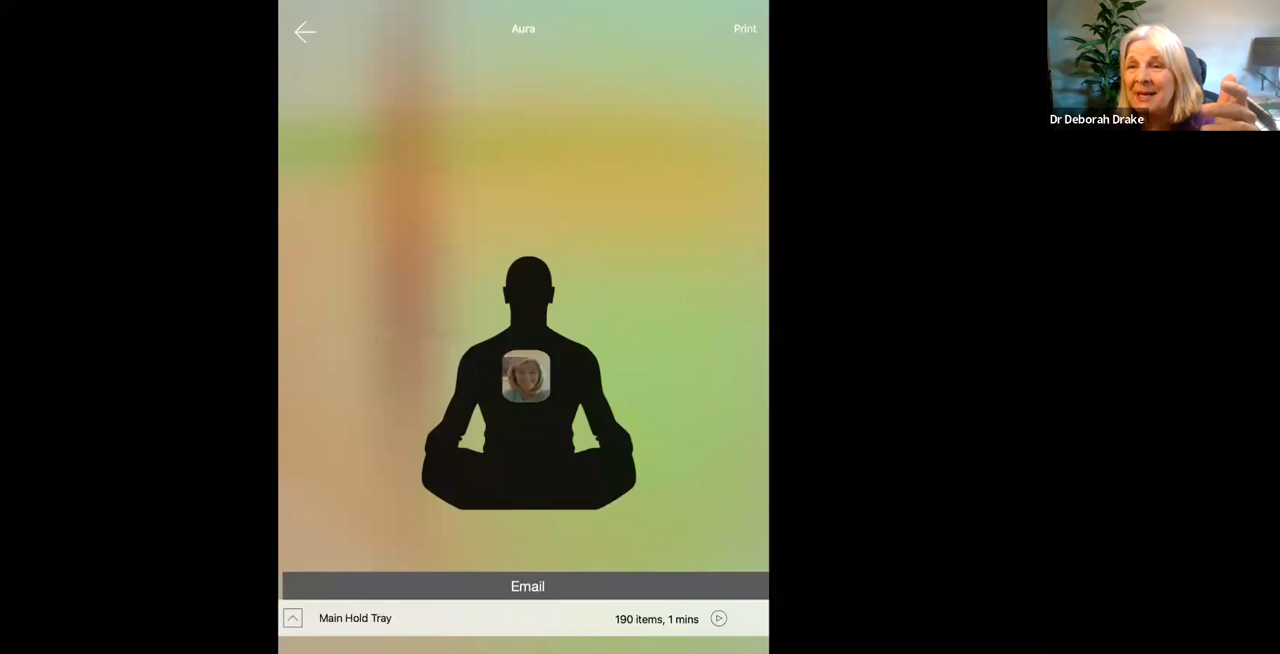 Aura
Print
Dr Deborah Drake
Email
Main Hold Tray
190 items, 1 mins